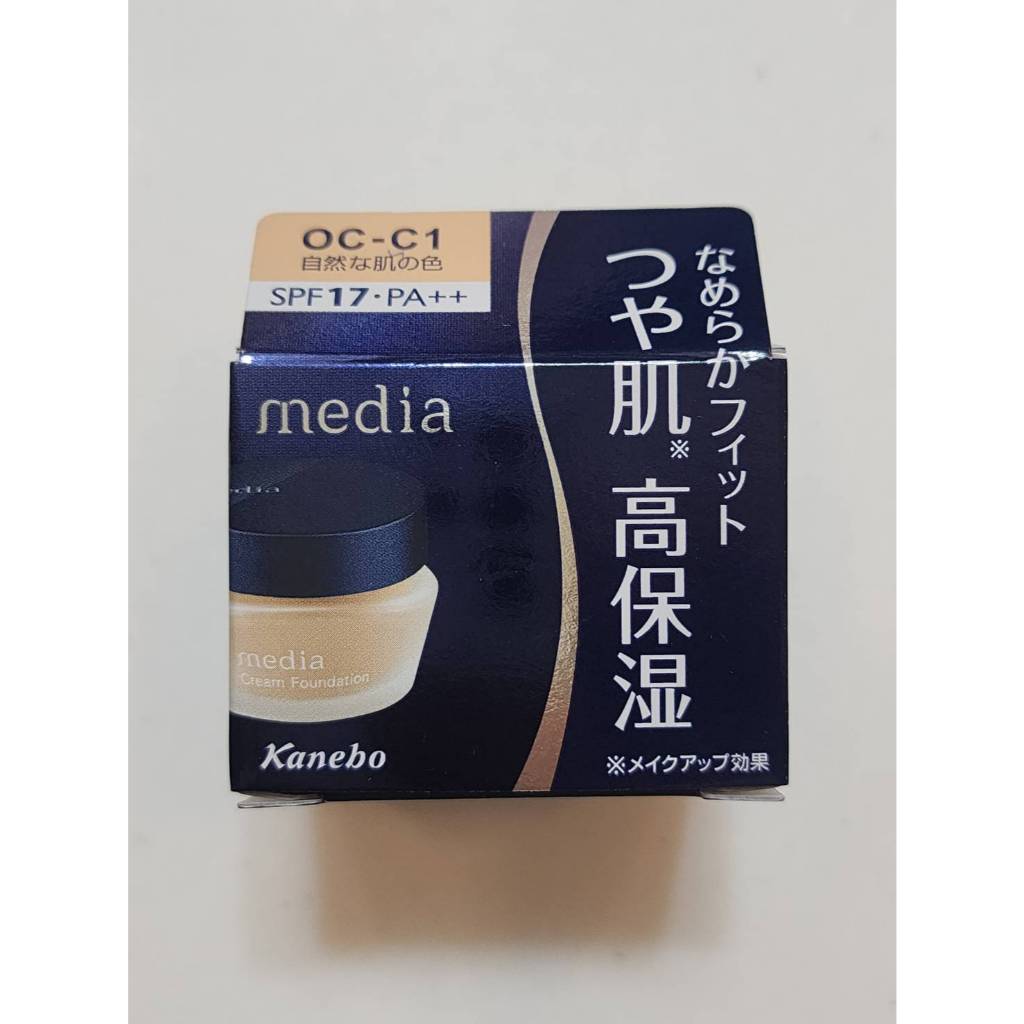 OC-C1
自然な肌の色
SPF17・PA++
media
media
Cream Foundation
Kanebo
なめらかフィット
つや肌※
高保湿
※メイクアップ効果